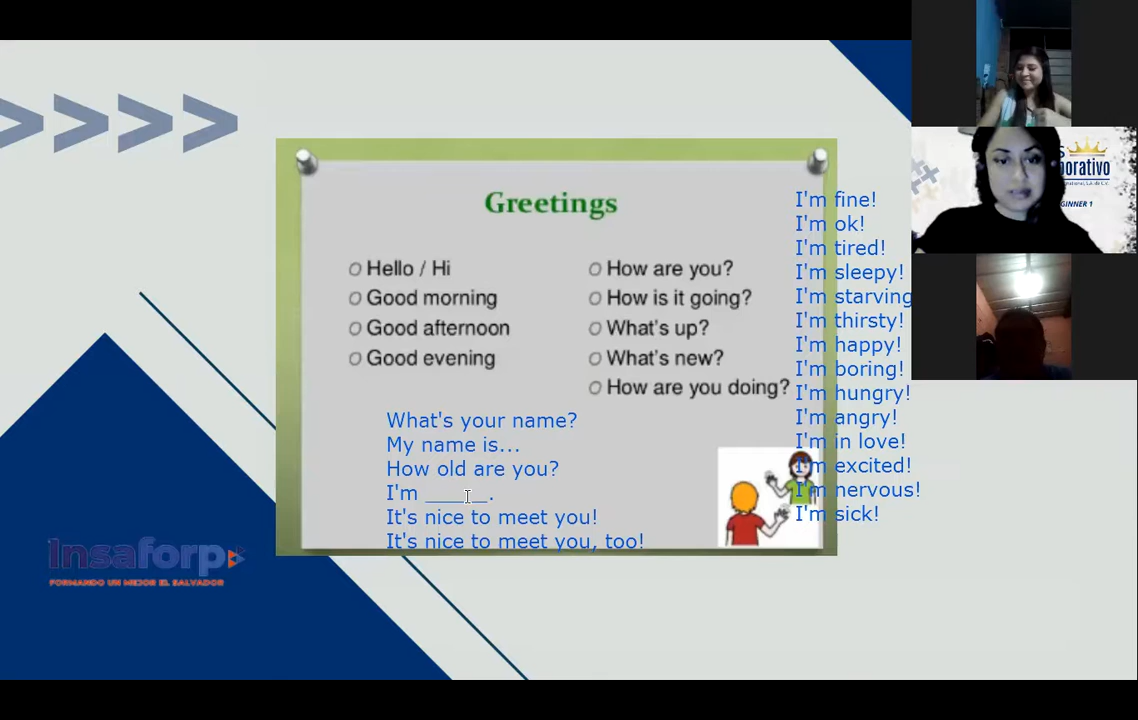 Greetings
Hello / Hi
Good morning
Good afternoon
Good evening
How are you?
How is it going?
What's up?
What's new?
How are you doing?
What's your name?
My name is...
How old are you?
I'm _____.
It's nice to meet you!
It's nice to meet you, too!
I'm fine!
I'm ok!
I'm tired!
I'm sleepy!
I'm starving
I'm thirsty!
I'm happy!
I'm boring!
I'm hungry!
I'm angry!
I'm in love!
I'm excited!
I'm nervous!
I'm sick!
Insaforp
FORMANDO UN MEJOR EL SALVADOR